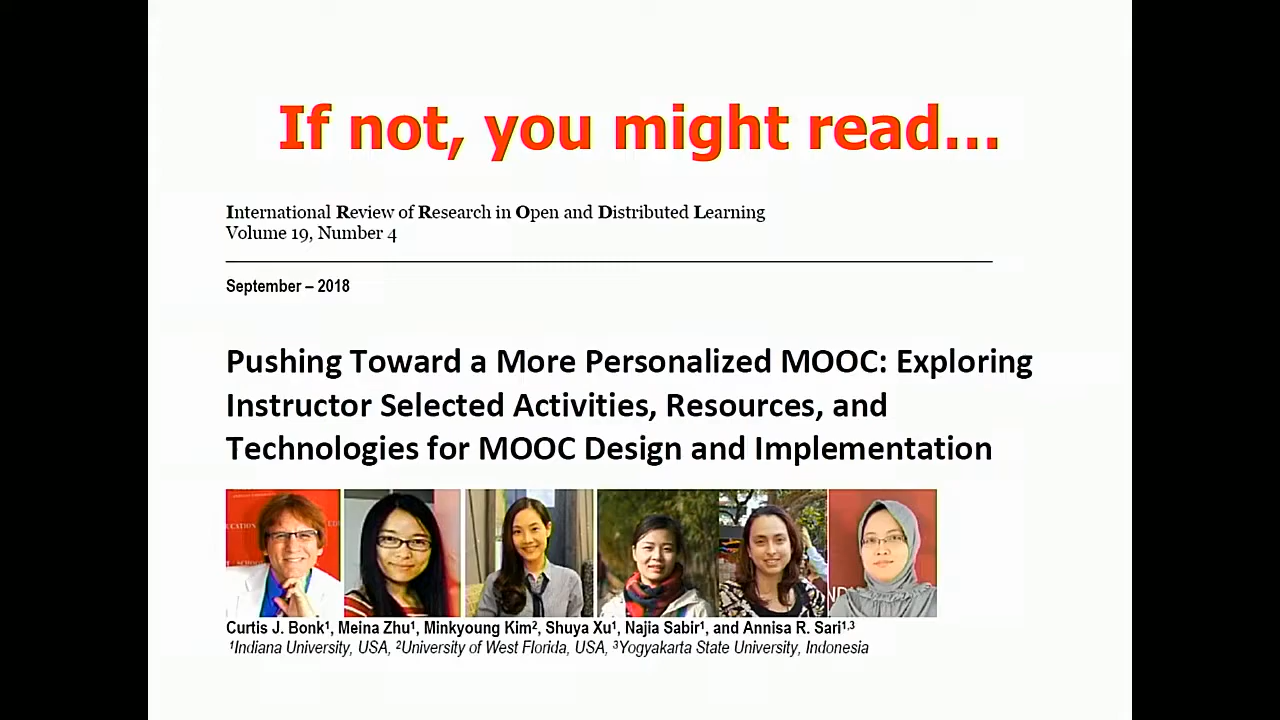 If not, you might read...
International Review of Research in Open and Distributed Learning
Volume 19, Number 4
September – 2018
Pushing Toward a More Personalized MOOC: Exploring
Instructor Selected Activities, Resources, and
Technologies for MOOC Design and Implementation
Curtis J. Bonk¹, Meina Zhu¹, Minkyoung Kim², Shuya Xu¹, Najia Sabir¹, and Annisa R. Sari¹,³
¹Indiana University, USA, ²University of West Florida, USA, ³Yogyakarta State University, Indonesia